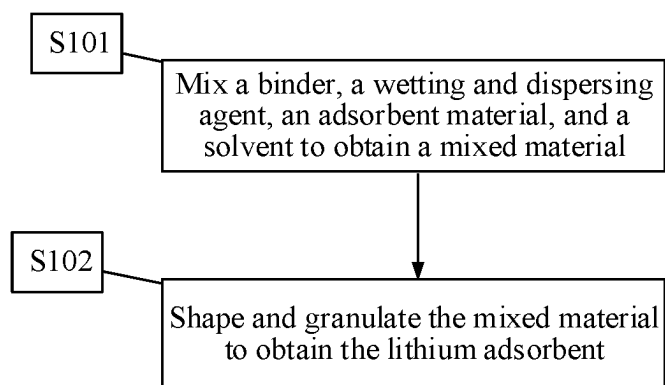 S101
Mix a binder, a wetting and dispersing
agent, an adsorbent material, and a
solvent to obtain a mixed material
S102
Shape and granulate the mixed material
to obtain the lithium adsorbent